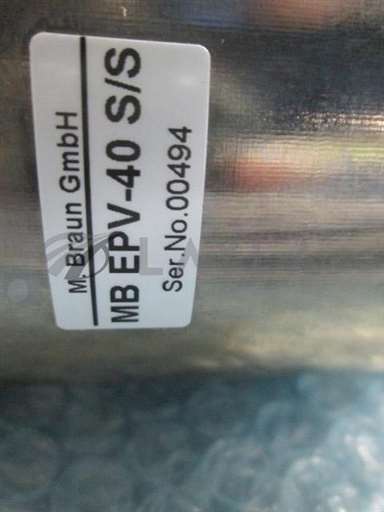 M. Braun GmbH
MB EPV-40 S/S
Ser.No.00494